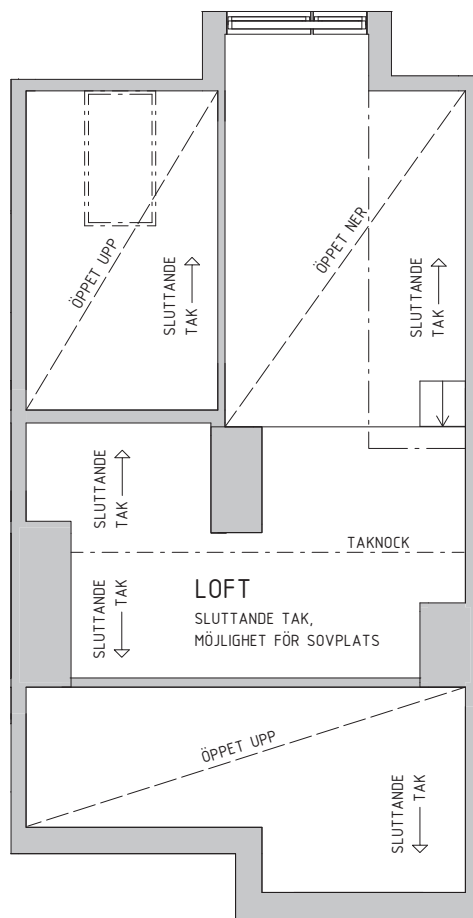 ÖPPET UPP
SLUTTANDE
TAK
ÖPPET NER
SLUTTANDE
TAK
SLUTTANDE
TAK
TAKNOCK
SLUTTANDE
TAK
LOFT
SLUTTANDE TAK,
MÖJLIGHET FÖR SOVPLATS
ÖPPET UPP
SLUTTANDE
TAK